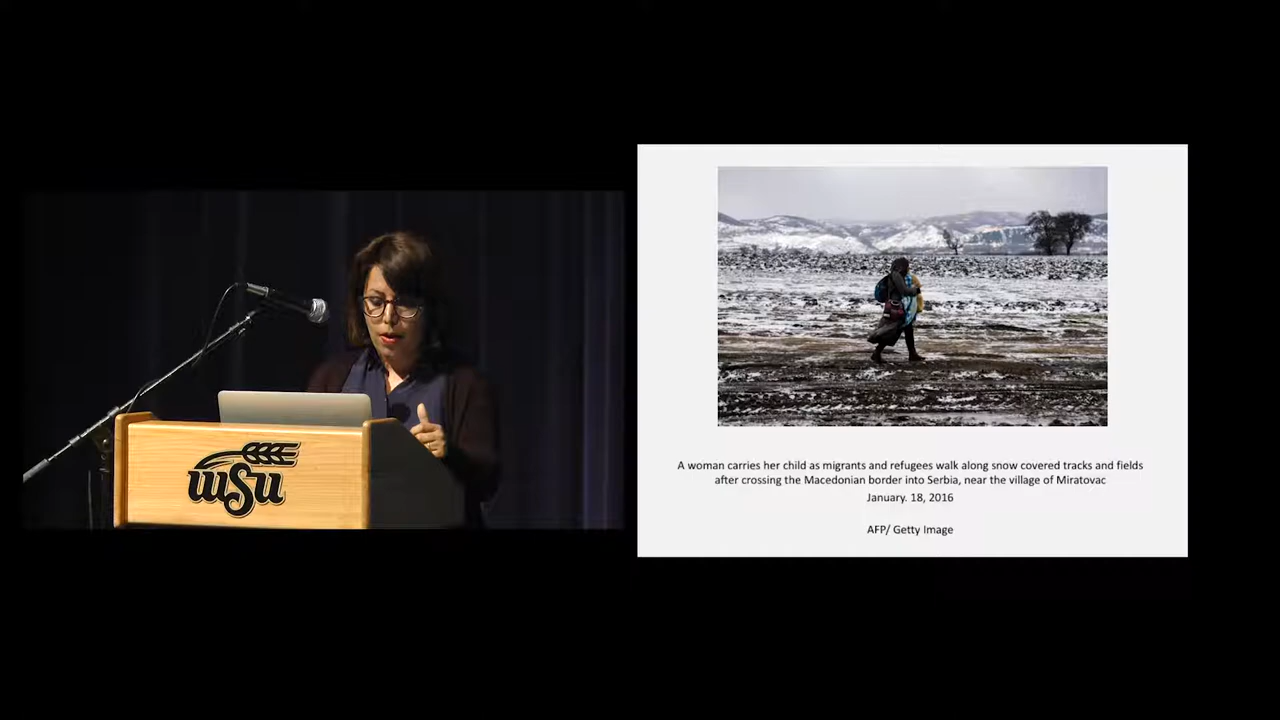 WSU
A woman carries her child as migrants and refugees walk along snow covered tracks and fields
after crossing the Macedonian border into Serbia, near the village of Miratovac
January. 18, 2016
AFP/ Getty Image